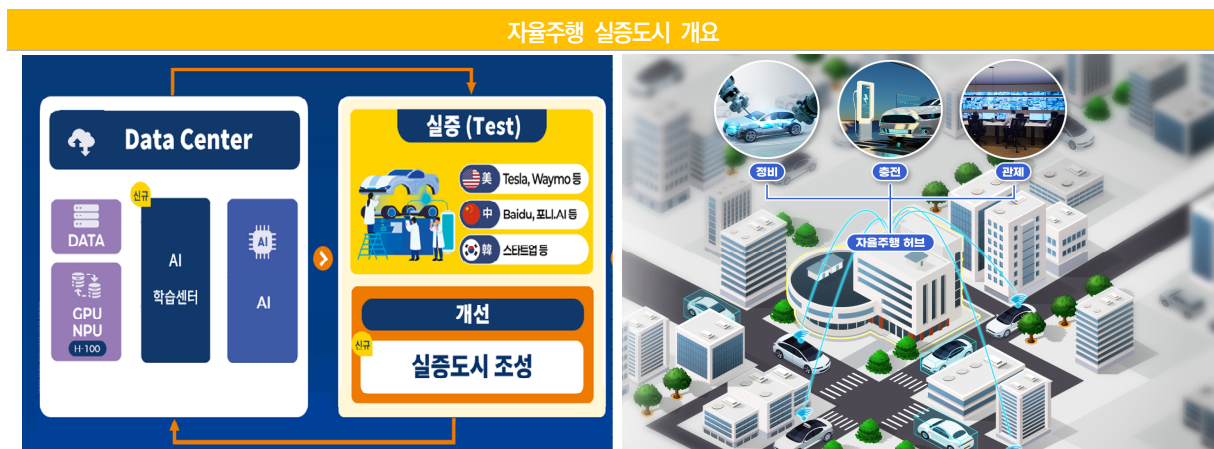 자율주행 실증도시 개요
Data Center
신규
DATA
GPU
NPU
H-100
AI
학습센터
AI
AI
실증 (Test)
美 Tesla, Waymo 등
中 Baidu, 포니.AI 등
韓 스타트업 등
개선
신규
실증도시 조성
정비
충전
관제
자율주행 허브